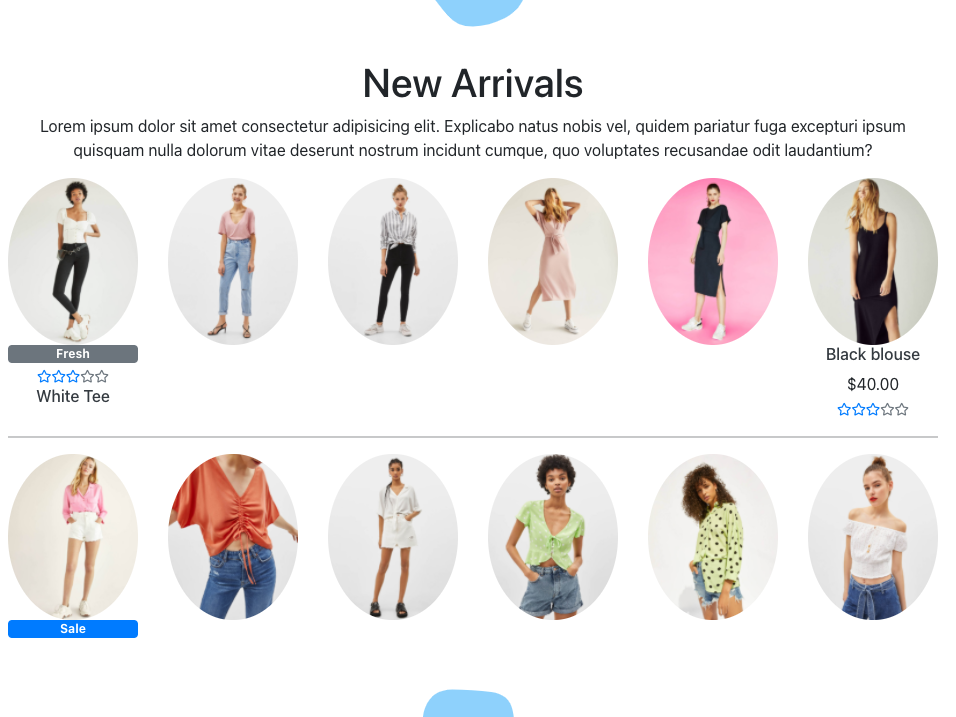 New Arrivals
Lorem ipsum dolor sit amet consectetur adipisicing elit. Explicabo natus nobis vel, quidem pariatur fuga excepturi ipsum
quisquam nulla dolorum vitae deserunt nostrum incidunt cumque, quo voluptates recusandae odit laudantium?
Fresh
White Tee
Black blouse
$40.00
Sale